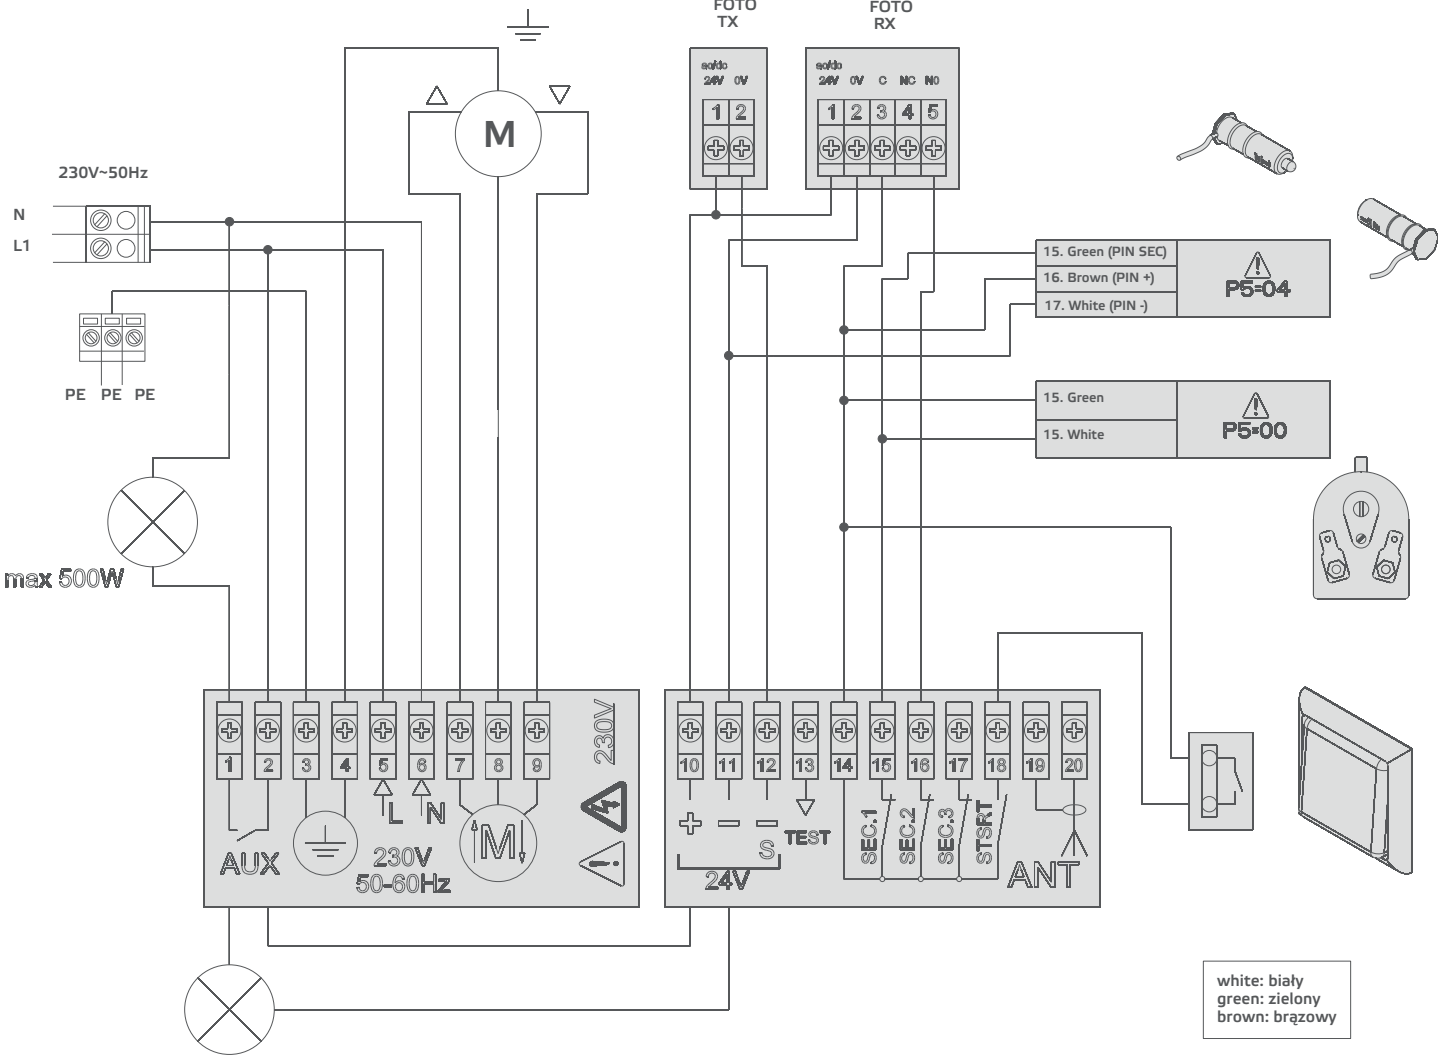 FOTO
TX
FOTO
RX
ac/dc
24V 0V
1 2
ac/dc
24V 0V C NC NO
1 2 3 4 5
M
230V~50Hz
N
L1
15. Green (PIN SEC)
16. Brown (PIN +)
17. White (PIN -)
P5=04
PE PE PE
15. Green
15. White
P5=00
max 500W
1 2 3 4 5 6 7 8 9
230V
L N
AUX
230V
50-60Hz
M
10 11 12 13 14 15 16 17 18 19 20
+ − −
S
24V
TEST
SEC.1
SEC.2
SEC.3
STSRT
ANT
white: biały
green: zielony
brown: brązowy